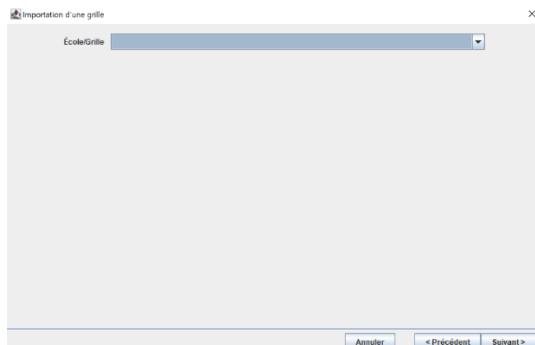 Importation d'une grille
École/Grille
Annuler < Précédent Suivant >